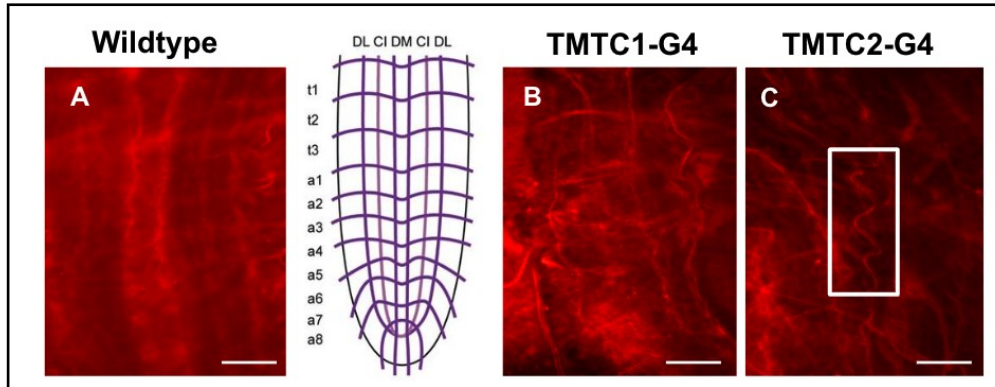 Wildtype
A
DL CI DM CI DL
t1
t2
t3
a1
a2
a3
a4
a5
a6
a7
a8
TMTC1-G4
B
TMTC2-G4
C